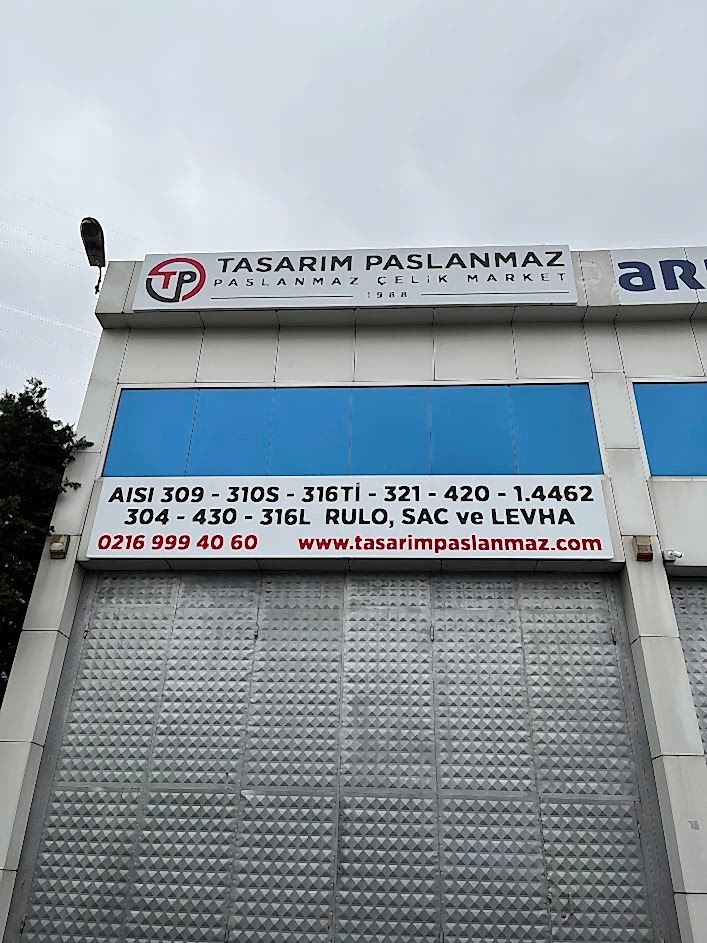 TP
TASARIM PASLANMAZ
PASLANMAZ ÇELİK MARKET
1988
AISI 309 - 310S - 316Tİ - 321 - 420 - 1.4462
304 - 430 - 316L RULO, SAC ve LEVHA
0216 999 40 60 www.tasarimpaslanmaz.com